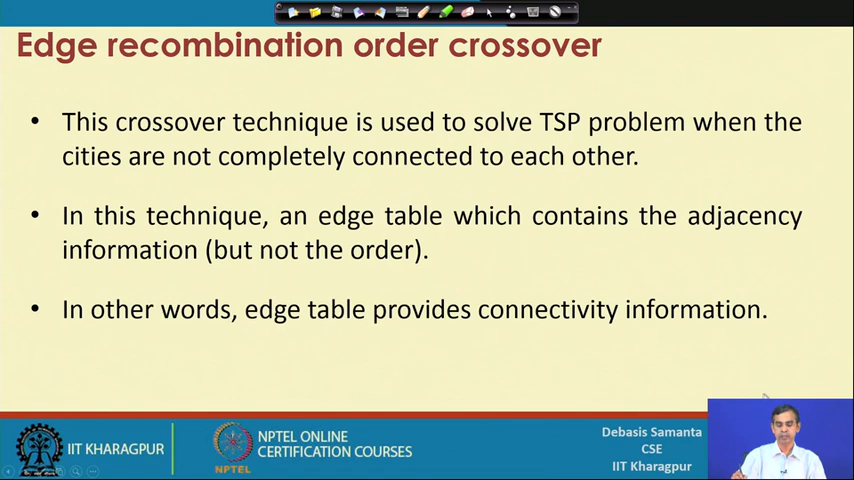 Edge recombination order crossover
• This crossover technique is used to solve TSP problem when the
cities are not completely connected to each other.
• In this technique, an edge table which contains the adjacency
information (but not the order).
• In other words, edge table provides connectivity information.
IIT KHARAGPUR
NPTEL
NPTEL ONLINE
CERTIFICATION COURSES
Debasis Samanta
CSE
IIT Kharagpur